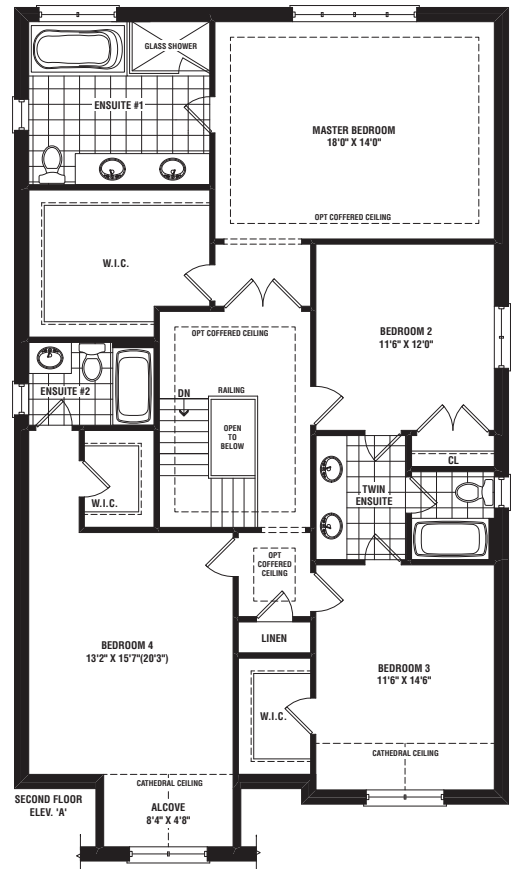 GLASS SHOWER
ENSUITE #1
MASTER BEDROOM
18'0" X 14'0"
OPT COFFERED CEILING
W.I.C.
OPT COFFERED CEILING
BEDROOM 2
11'6" X 12'0"
ENSUITE #2
DN
RAILING
OPEN
TO
BELOW
CL
W.I.C.
TWIN
ENSUITE
OPT
COFFERED
CEILING
LINEN
BEDROOM 4
13'2" X 15'7"(20'3")
BEDROOM 3
11'6" X 14'6"
W.I.C.
CATHEDRAL CEILING
CATHEDRAL CEILING
SECOND FLOOR
ELEV. 'A'
ALCOVE
8'4" X 4'8"